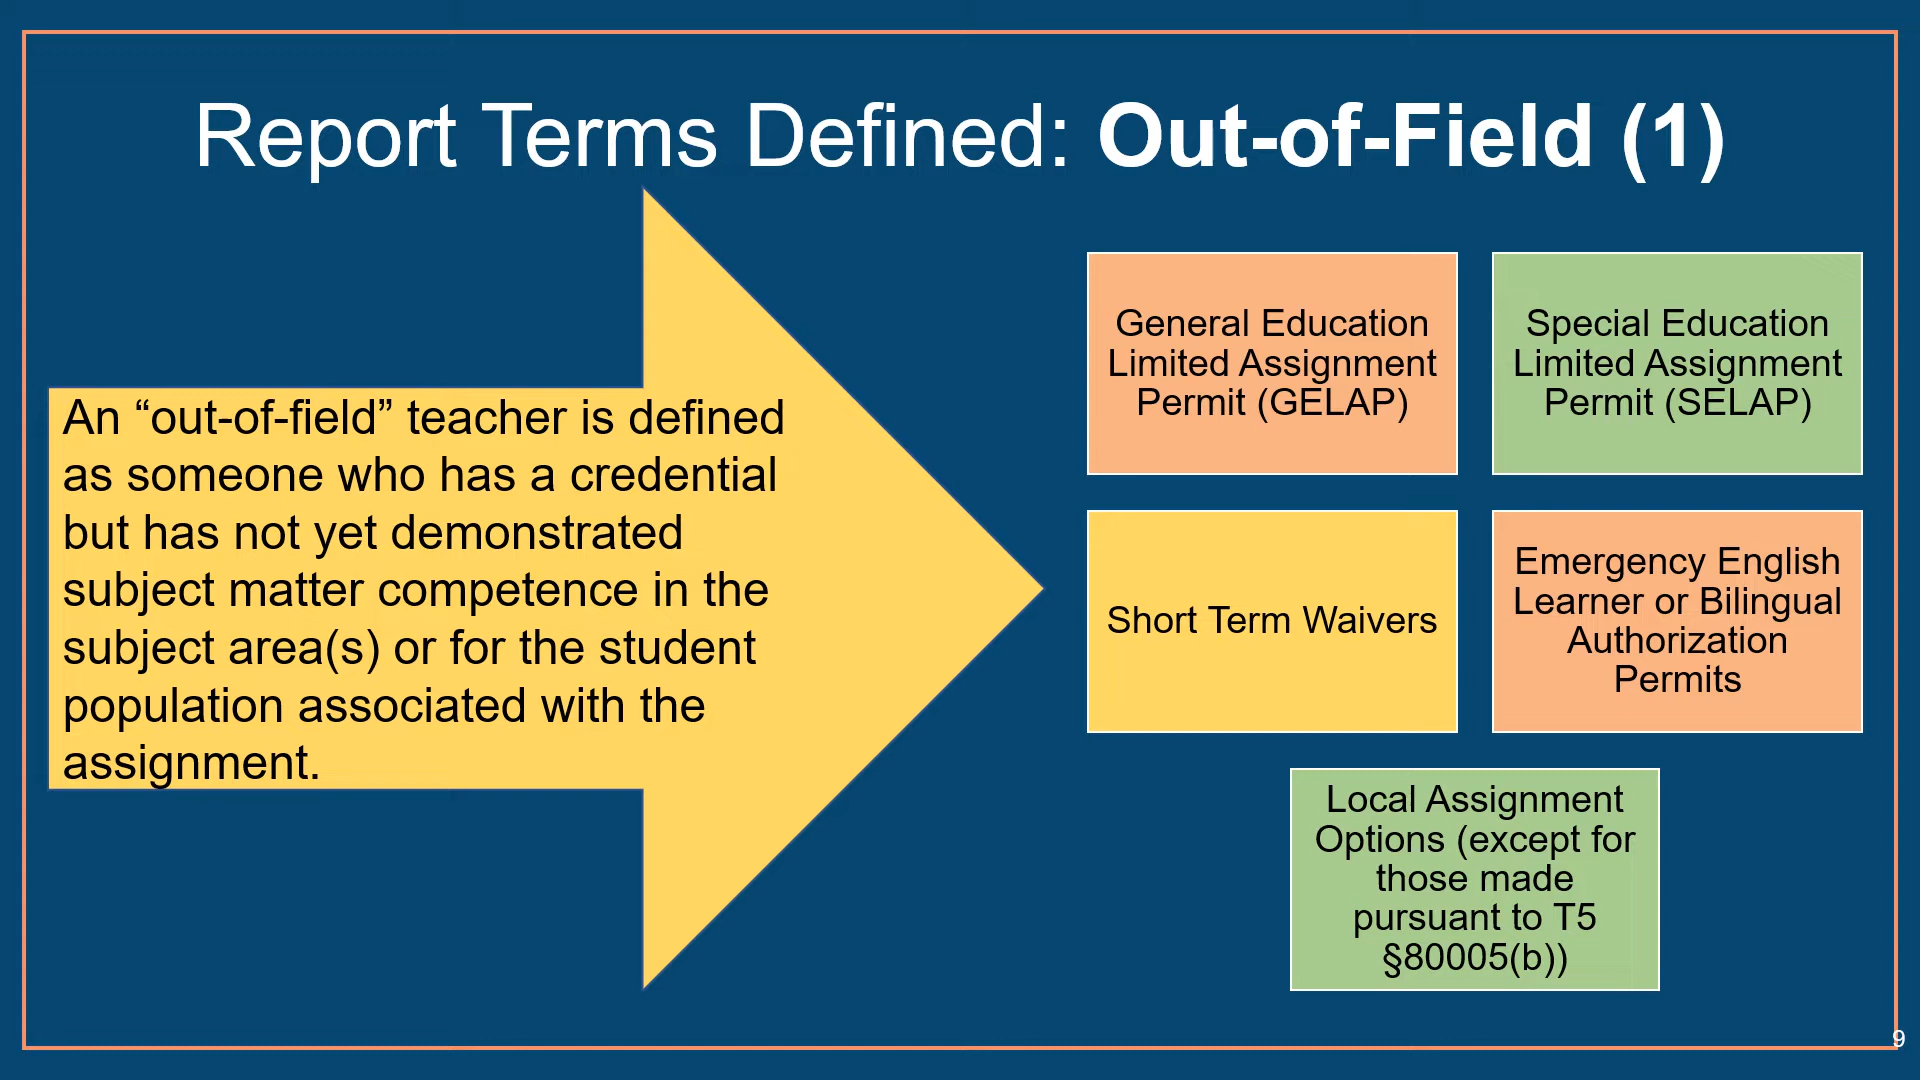 Report Terms Defined: Out-of-Field (1)
An “out-of-field” teacher is defined
as someone who has a credential
but has not yet demonstrated
subject matter competence in the
subject area(s) or for the student
population associated with the
assignment.
General Education
Limited Assignment
Permit (GELAP)
Special Education
Limited Assignment
Permit (SELAP)
Short Term Waivers
Emergency English
Learner or Bilingual
Authorization
Permits
Local Assignment
Options (except for
those made
pursuant to T5
§80005(b))
9